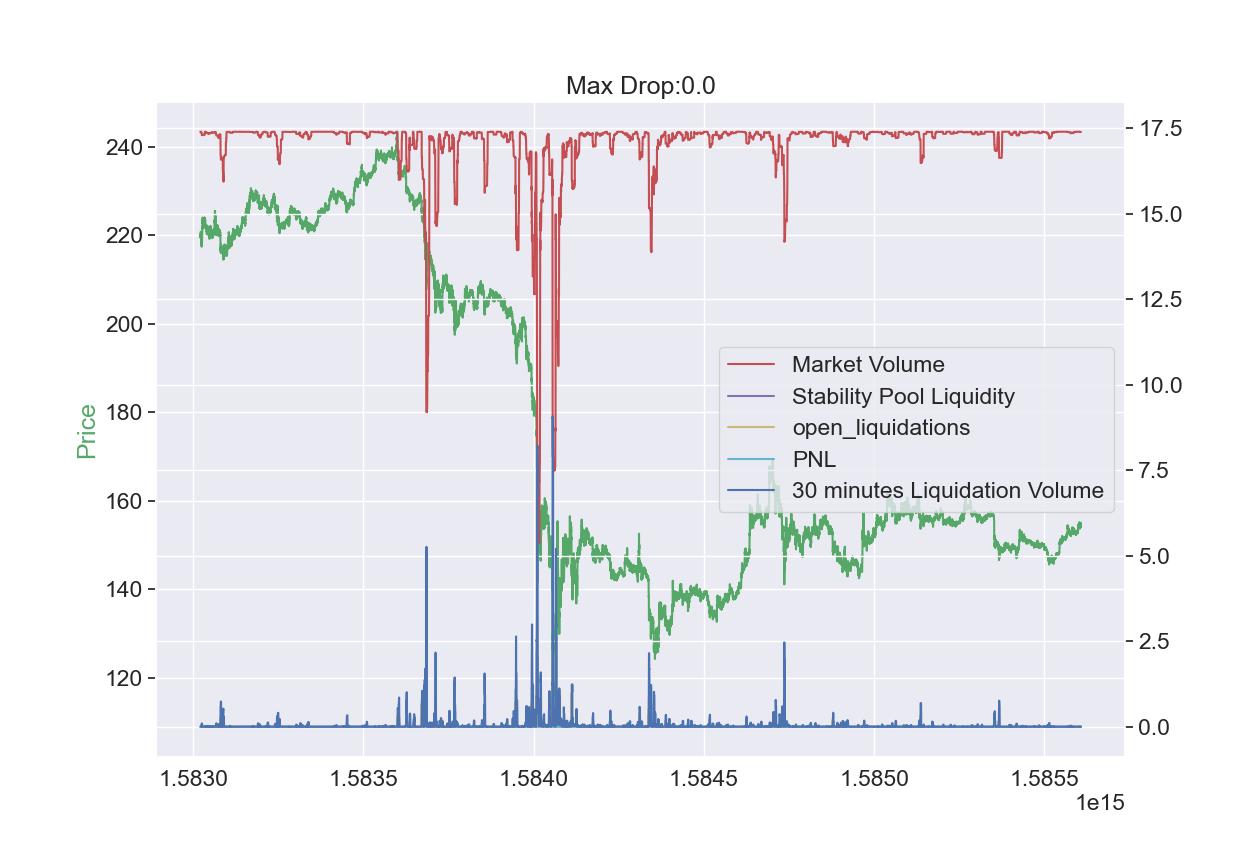 Max Drop:0.0
Price
240
220
200
180
160
140
120
17.5
15.0
12.5
10.0
7.5
5.0
2.5
0.0
Market Volume
Stability Pool Liquidity
open_liquidations
PNL
30 minutes Liquidation Volume
1.5830 1.5835 1.5840 1.5845 1.5850 1.5855
1e15